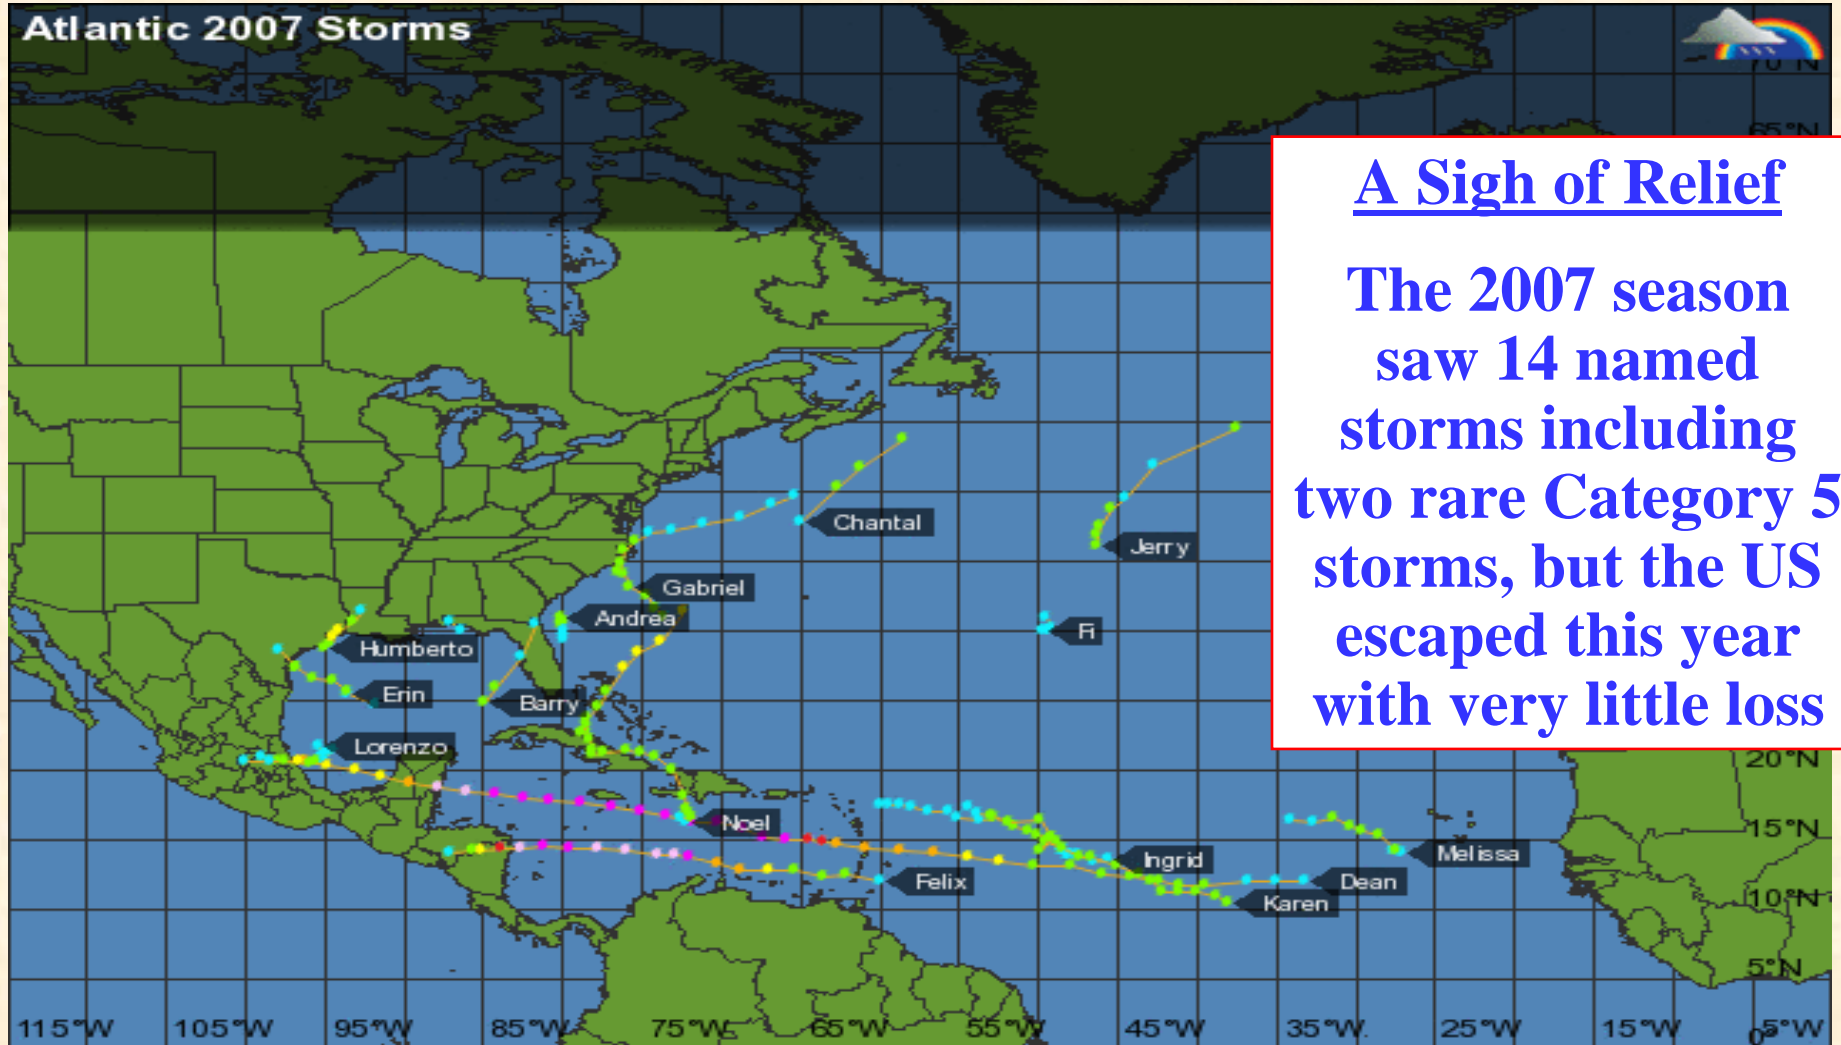 Atlantic 2007 Storms
70°N
65°N
A Sigh of Relief
The 2007 season
saw 14 named
storms including
two rare Category 5
storms, but the US
escaped this year
with very little loss
Chantal
Jerry
Gabriel
Andrea
Fi
Humberto
Erin
Barry
Lorenzo
20°N
Noel
15°N
Ingrid
Melissa
Felix
Dean
Karen
10°N
5°N
115°W 105°W 95°W 85°W 75°W 65°W 55°W 45°W 35°W 25°W 15°W 5°W
0°